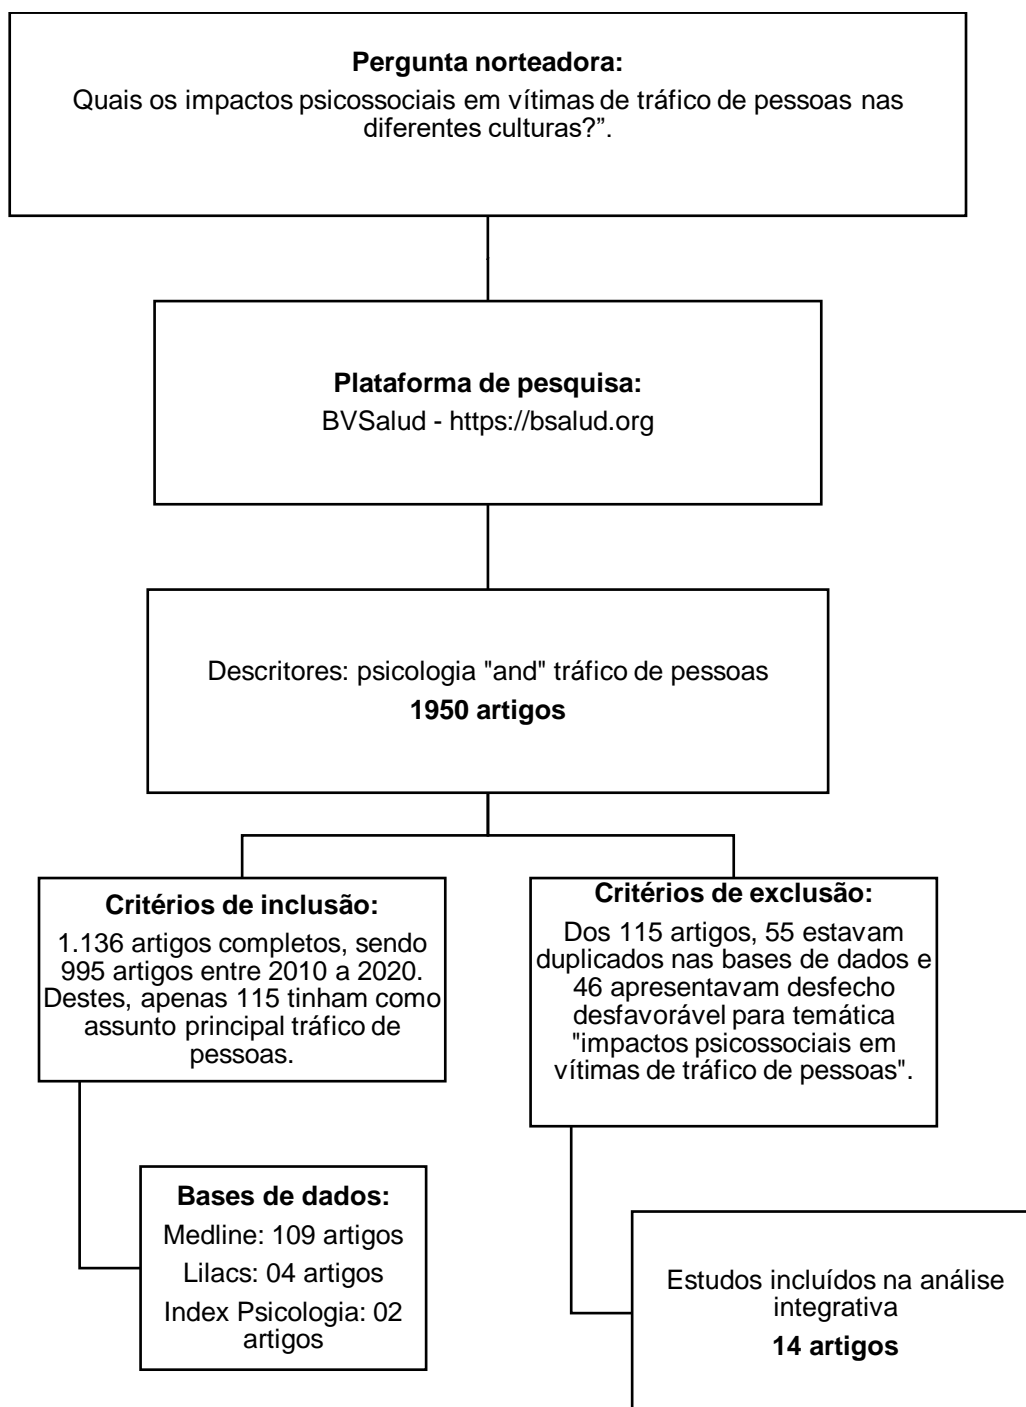 Pergunta norteadora:
Quais os impactos psicossociais em vítimas de tráfico de pessoas nas
diferentes culturas?”.
Plataforma de pesquisa:
BVSalud - https://bsalud.org
Descritores: psicologia "and" tráfico de pessoas
1950 artigos
Critérios de inclusão:
1.136 artigos completos, sendo
995 artigos entre 2010 a 2020.
Destes, apenas 115 tinham como
assunto principal tráfico de
pessoas.
Critérios de exclusão:
Dos 115 artigos, 55 estavam
duplicados nas bases de dados e
46 apresentavam desfecho
desfavorável para temática
"impactos psicossociais em
vítimas de tráfico de pessoas".
Bases de dados:
Medline: 109 artigos
Lilacs: 04 artigos
Index Psicologia: 02
artigos
Estudos incluídos na análise
integrativa
14 artigos